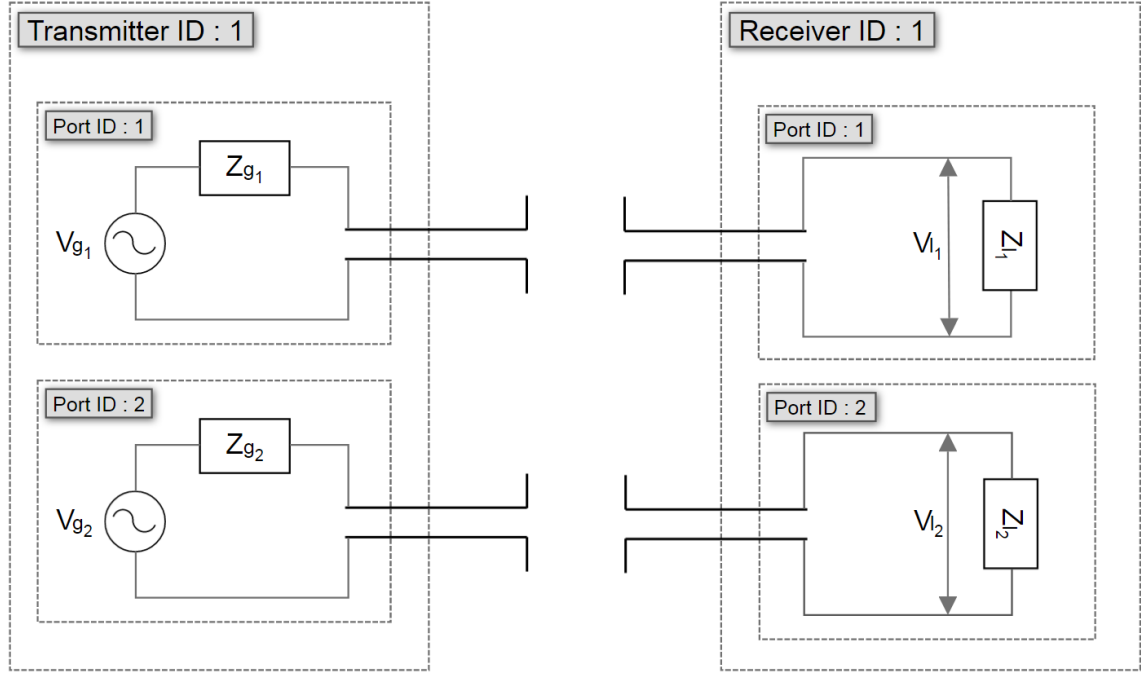 Transmitter ID : 1
Receiver ID : 1
Port ID : 1
Zg1
Vg1
Port ID : 1
Vl1
Zl1
Port ID : 2
Zg2
Vg2
Port ID : 2
Vl2
Zl2